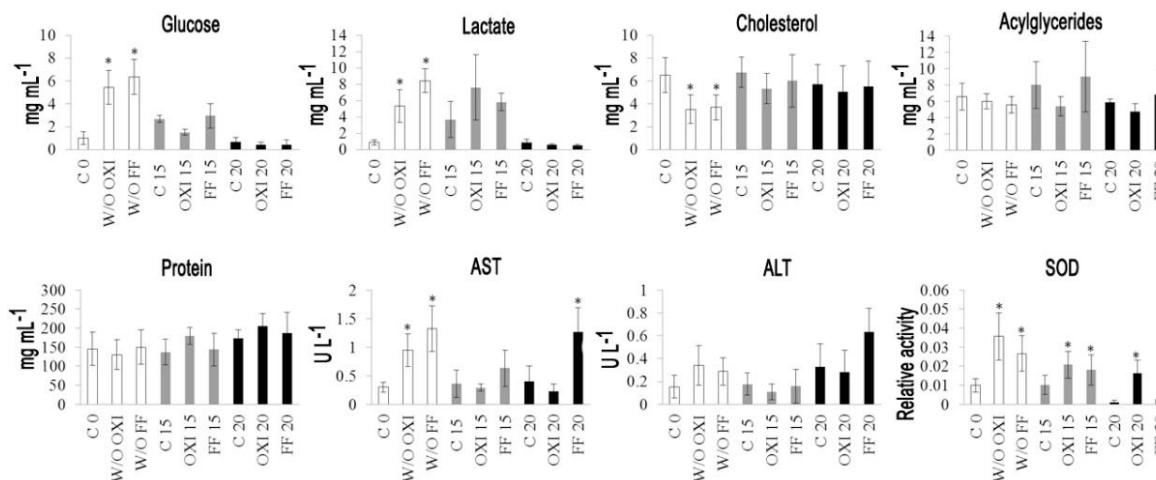 Glucose
mg mL-1
10
8
6
4
2
0
* *
C 0
W/O OXI
W/O FF
C 15
OXI 15
FF 15
C 20
OXI 20
FF 20
Lactate
mg mL-1
14
12
10
8
6
4
2
0
* *
C 0
W/O OXI
W/O FF
C 15
OXI 15
FF 15
C 20
OXI 20
FF 20
Cholesterol
mg mL-1
10
8
6
4
2
0
* *
C 0
W/O OXI
W/O FF
C 15
OXI 15
FF 15
C 20
OXI 20
FF 20
Acylglycerides
mg mL-1
14
12
10
8
6
4
2
0
C 0
W/O OXI
W/O FF
C 15
OXI 15
FF 15
C 20
OXI 20
Protein
mg mL-1
300
250
200
150
100
50
0
C 0
W/O OXI
W/O FF
C 15
OXI 15
FF 15
C 20
OXI 20
FF 20
AST
U L-1
2
1.5
1
0.5
0
* * *
C 0
W/O OXI
W/O FF
C 15
OXI 15
FF 15
C 20
OXI 20
FF 20
ALT
U L-1
1
0.8
0.6
0.4
0.2
0
C 0
W/O OXI
W/O FF
C 15
OXI 15
FF 15
C 20
OXI 20
FF 20
SOD
Relative activity
0.06
0.05
0.04
0.03
0.02
0.01
0
* * * * *
C 0
W/O OXI
W/O FF
C 15
OXI 15
FF 15
C 20
OXI 20